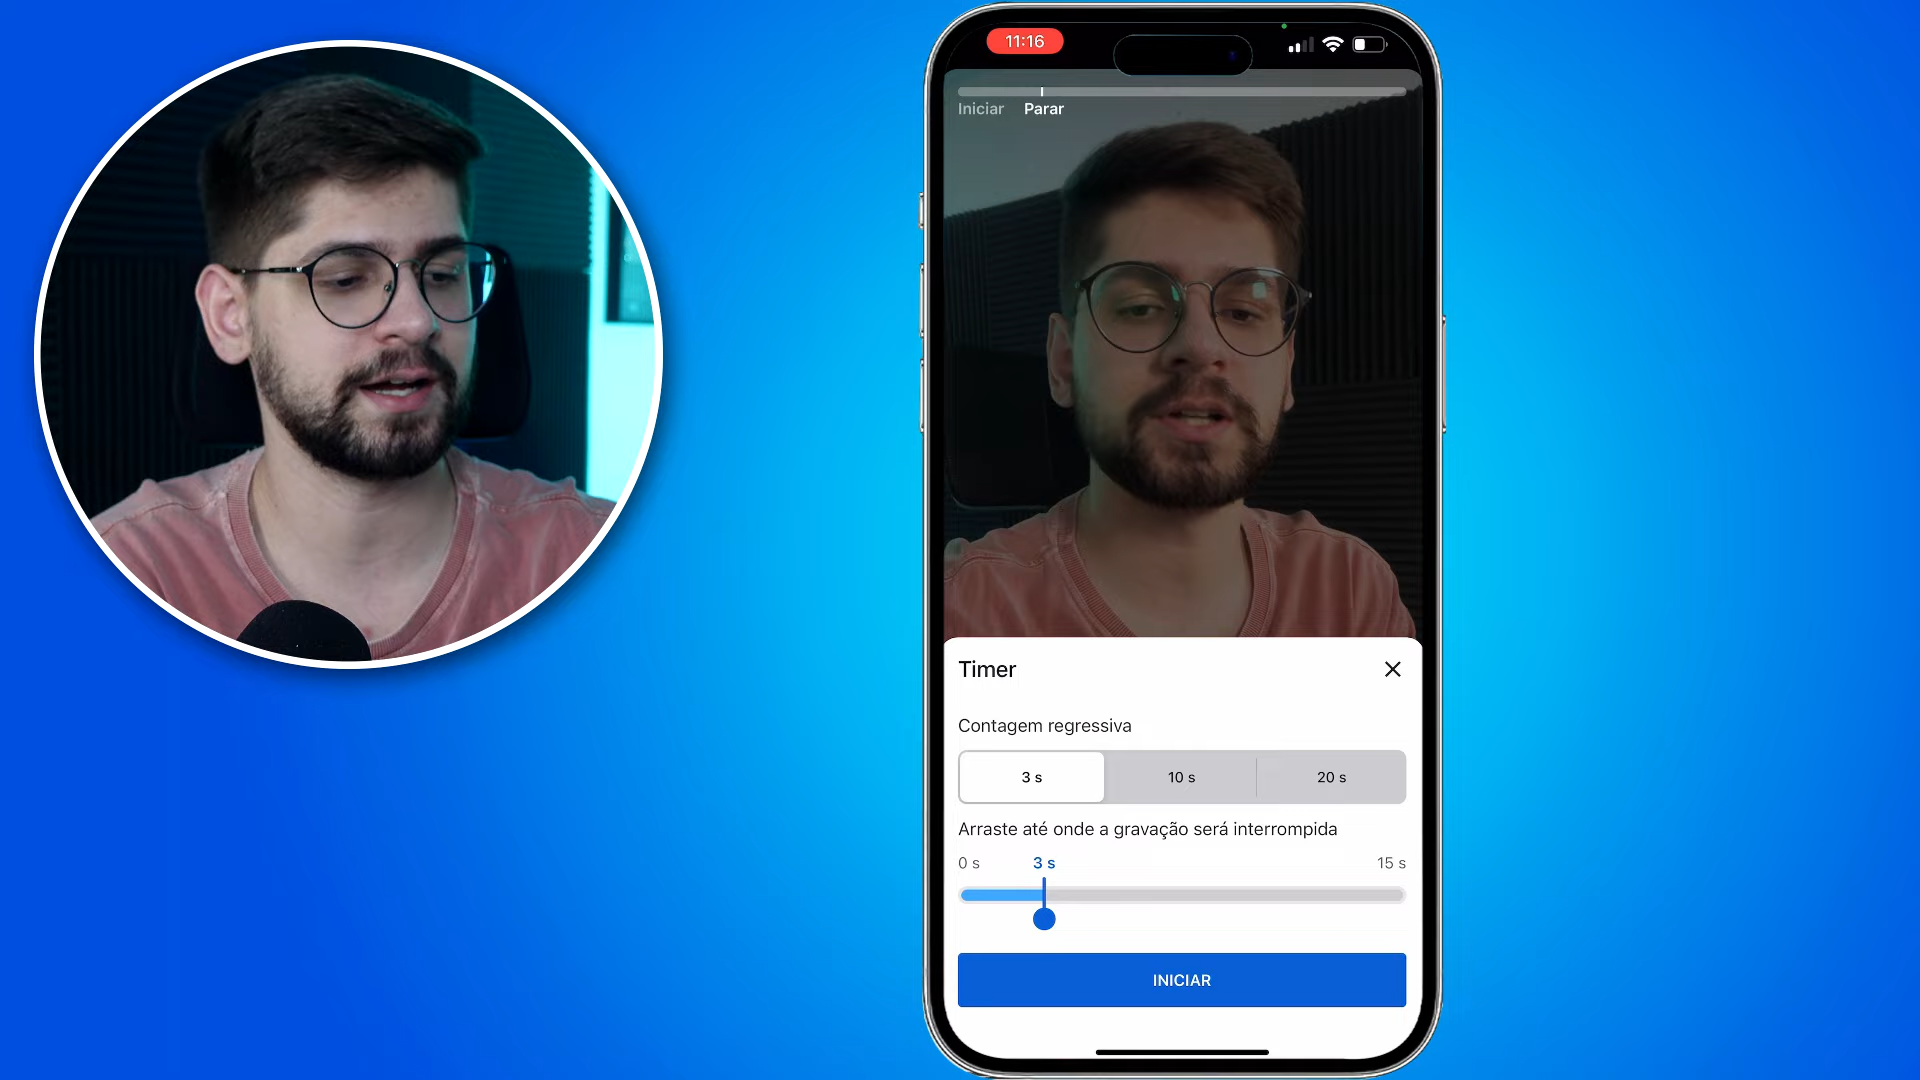 11:16
Iniciar Parar
Timer
Contagem regressiva
3 s 10 s 20 s
Arraste até onde a gravação será interrompida
0 s 3 s 15 s
INICIAR